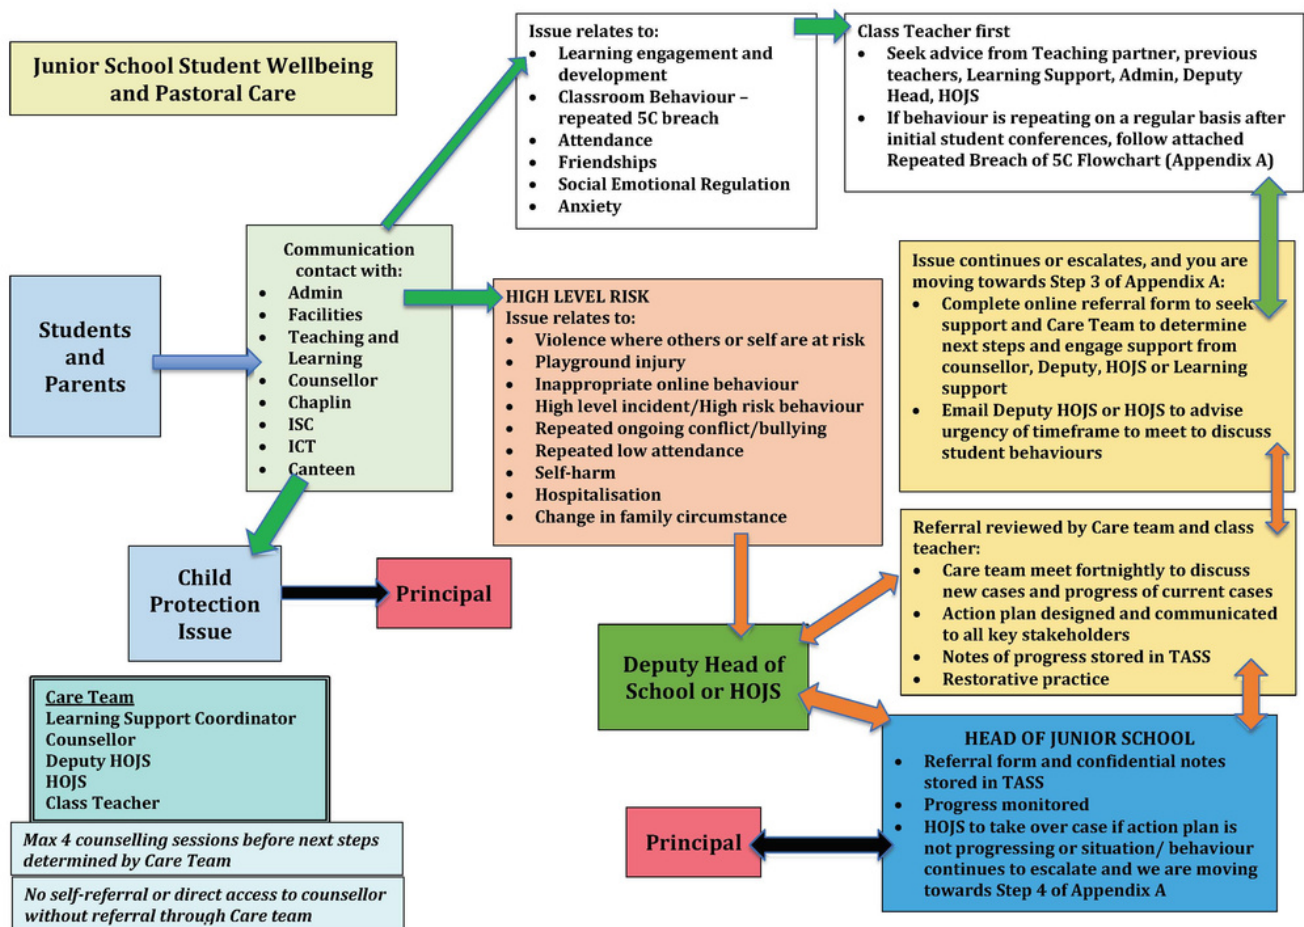 Junior School Student Wellbeing
and Pastoral Care
Issue relates to:
• Learning engagement and
development
• Classroom Behaviour –
repeated 5C breach
• Attendance
• Friendships
• Social Emotional Regulation
• Anxiety
Class Teacher first
• Seek advice from Teaching partner, previous
teachers, Learning Support, Admin, Deputy
Head, HOJS
• If behaviour is repeating on a regular basis after
initial student conferences, follow attached
Repeated Breach of 5C Flowchart (Appendix A)
Students
and
Parents
Communication
contact with:
• Admin
• Facilities
• Teaching and
Learning
• Counsellor
• Chaplin
• ISC
• ICT
• Canteen
HIGH LEVEL RISK
Issue relates to:
• Violence where others or self are at risk
• Playground injury
• Inappropriate online behaviour
• High level incident/High risk behaviour
• Repeated ongoing conflict/bullying
• Repeated low attendance
• Self-harm
• Hospitalisation
• Change in family circumstance
Issue continues or escalates, and you are
moving towards Step 3 of Appendix A:
• Complete online referral form to seek
support and Care Team to determine
next steps and engage support from
counsellor, Deputy, HOJS or Learning
support
• Email Deputy HOJS or HOJS to advise
urgency of timeframe to meet to discuss
student behaviours
Child
Protection
Issue
Principal
Referral reviewed by Care team and class
teacher:
• Care team meet fortnightly to discuss
new cases and progress of current cases
• Action plan designed and communicated
to all key stakeholders
• Notes of progress stored in TASS
• Restorative practice
Deputy Head of
School or HOJS
Care Team
Learning Support Coordinator
Counsellor
Deputy HOJS
HOJS
Class Teacher
HEAD OF JUNIOR SCHOOL
• Referral form and confidential notes
stored in TASS
• Progress monitored
• HOJS to take over case if action plan is
not progressing or situation/ behaviour
continues to escalate and we are moving
towards Step 4 of Appendix A
Principal
Max 4 counselling sessions before next steps
determined by Care Team
No self-referral or direct access to counsellor
without referral through Care team